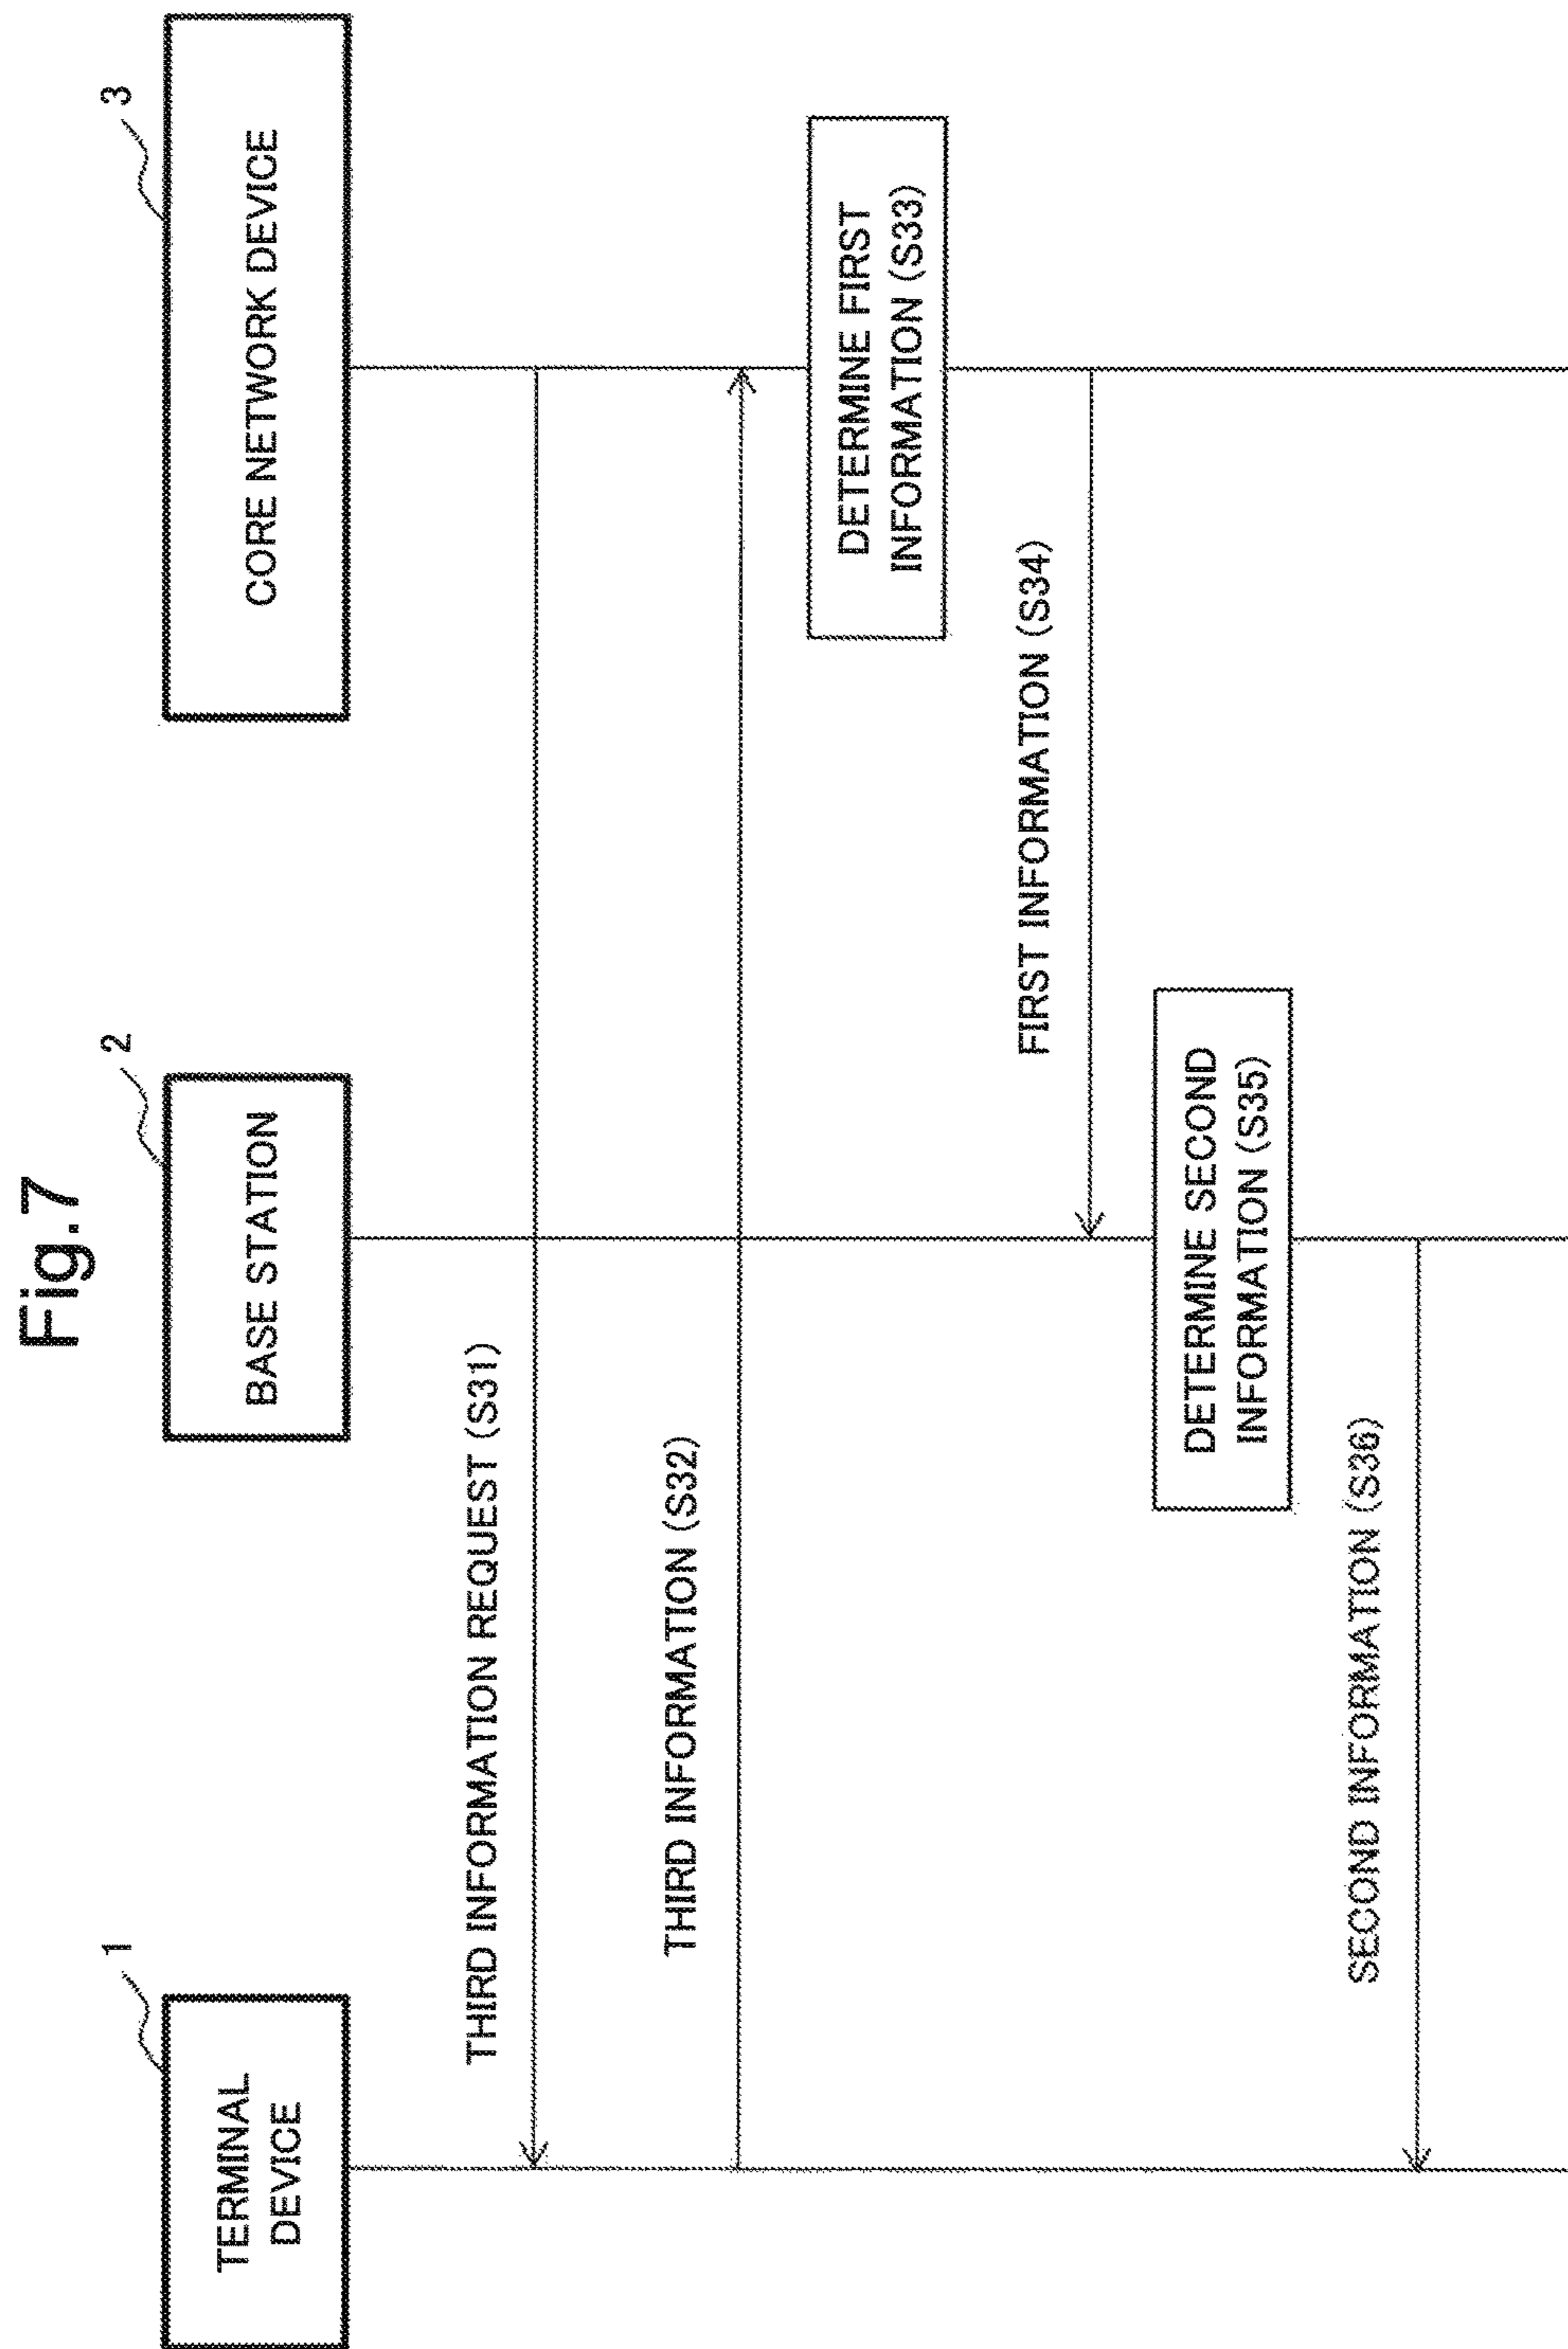 Fig.7
1
2
3
TERMINAL
DEVICE
BASE STATION
CORE NETWORK DEVICE
THIRD INFORMATION REQUEST (S31)
THIRD INFORMATION (S32)
DETERMINE FIRST
INFORMATION (S33)
FIRST INFORMATION (S34)
DETERMINE SECOND
INFORMATION (S35)
SECOND INFORMATION (S36)